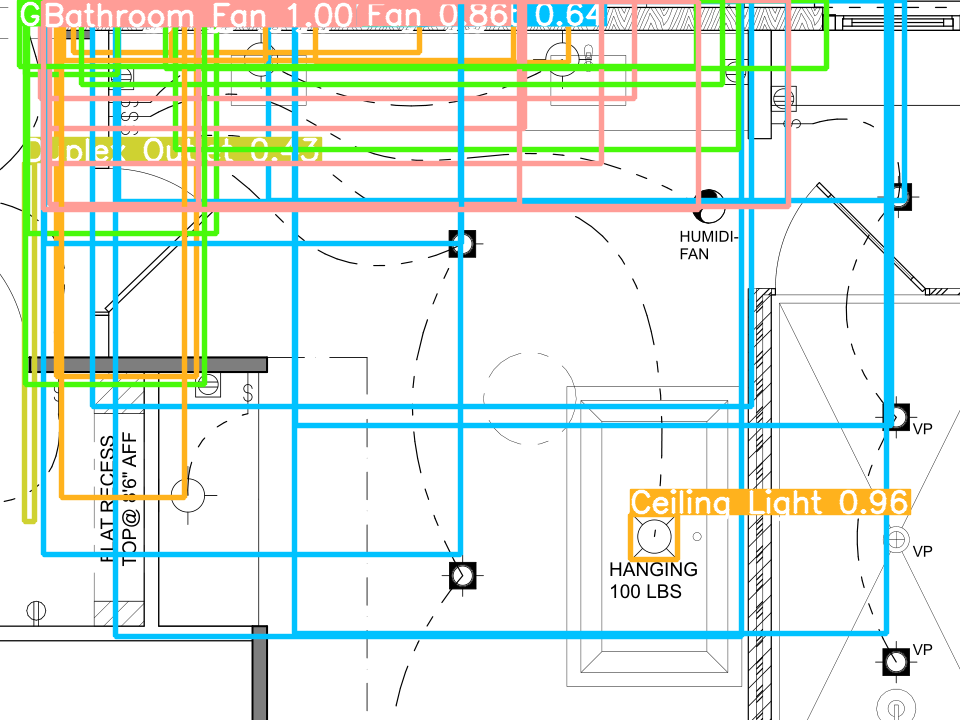 G Bathroom Fan 1.00 Fan 0.86 0.64
Duplex Outlet 0.43
HUMIDI-
FAN
VP
FLAT RECESS
TOP@ 8'6" AFF
Ceiling Light 0.96
VP
HANGING
100 LBS
VP